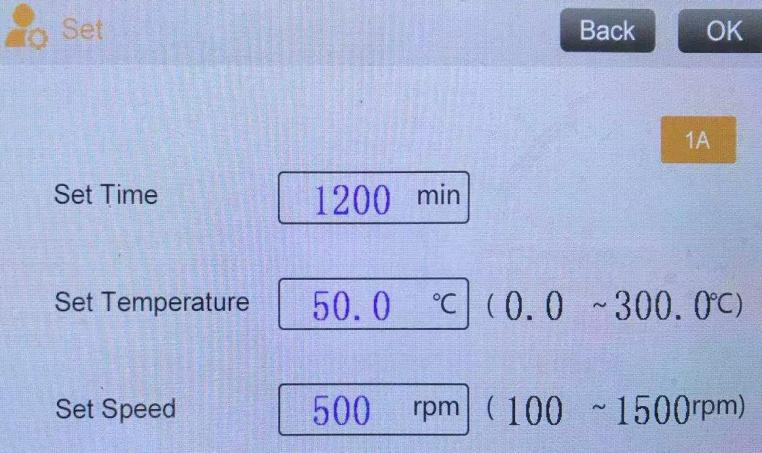 Set Back OK
1A
Set Time 1200 min
Set Temperature 50.0 ℃ (0.0 ~300.0℃)
Set Speed 500 rpm (100 ~1500rpm)